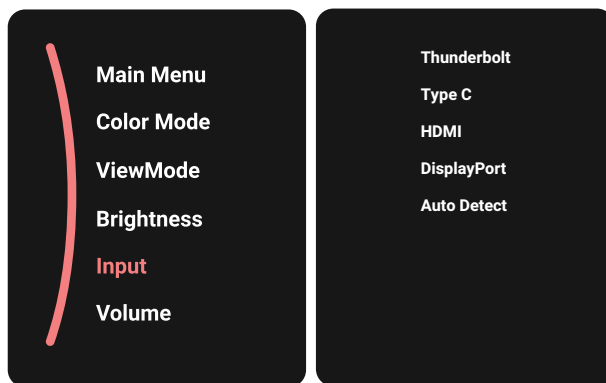 Main Menu
Color Mode
ViewMode
Brightness
Input
Volume
Thunderbolt
Type C
HDMI
DisplayPort
Auto Detect